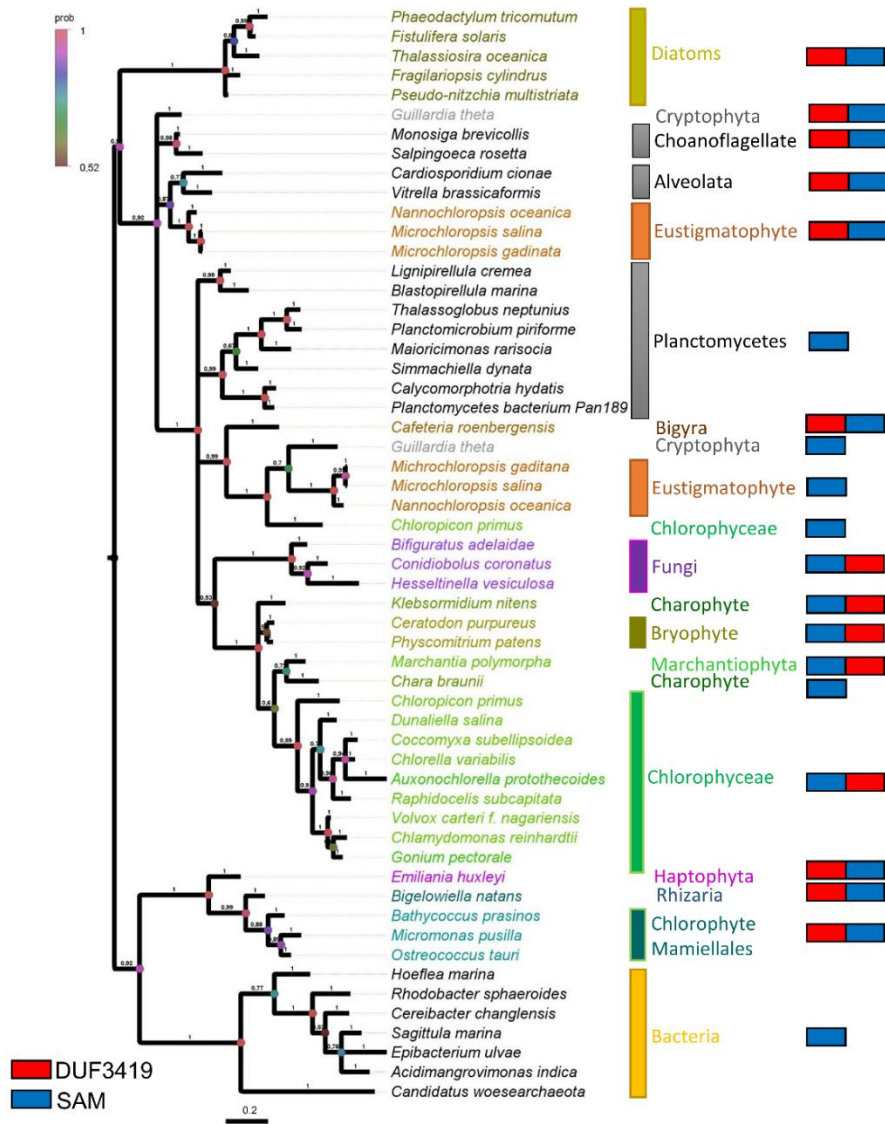 prob
1
0,52
Phaeodactylum tricornutum
Fistulifera solaris
Thalassiosira oceanica
Fragilariopsis cylindrus
Pseudo-nitzchia multistriata
Guillardia theta
Monosiga brevicollis
Salpingoeca rosetta
Cardiosporidium cionae
Vitrella brassicaformis
Nannochloropsis oceanica
Microchloropsis salina
Microchloropsis gadinata
Lignipirellula cremea
Blastopirellula marina
Thalassoglobus neptunius
Planctomicrobium piriforme
Maioricimonas rarisocia
Simmachiella dynata
Calycomorphotria hydatis
Planctomycetes bacterium Pan189
Cafeteria roenbergensis
Guillardia theta
Michrochloropsis gaditana
Microchloropsis salina
Nannochloropsis oceanica
Chloropicon primus
Bifiguratus adelaidae
Conidiobolus coronatus
Hesseltinella vesiculosa
Klebsormidium nitens
Ceratodon purpureus
Physcomitrium patens
Marchantia polymorpha
Chara braunii
Chloropicon primus
Dunaliella salina
Coccomyxa subellipsoidea
Chlorella variabilis
Auxonochlorella protothecoides
Raphidocelis subcapitata
Volvox carteri f. nagariensis
Chlamydomonas reinhardtii
Gonium pectorale
Emiliania huxleyi
Bigelowiella natans
Bathycoccus prasinos
Micromonas pusilla
Ostreococcus tauri
Hoeflea marina
Rhodobacter sphaeroides
Cereibacter changlensis
Sagittula marina
Epibacterium ulvae
Acidimangrovimonas indica
Candidatus woesearchaeota
Diatoms
Cryptophyta
Choanoflagellate
Alveolata
Eustigmatophyte
Planctomycetes
Bigyra
Cryptophyta
Eustigmatophyte
Chlorophyceae
Fungi
Charophyte
Bryophyte
Marchantiophyta
Charophyte
Chlorophyceae
Haptophyta
Rhizaria
Chlorophyte
Mamiellales
Bacteria
DUF3419
SAM
0.2